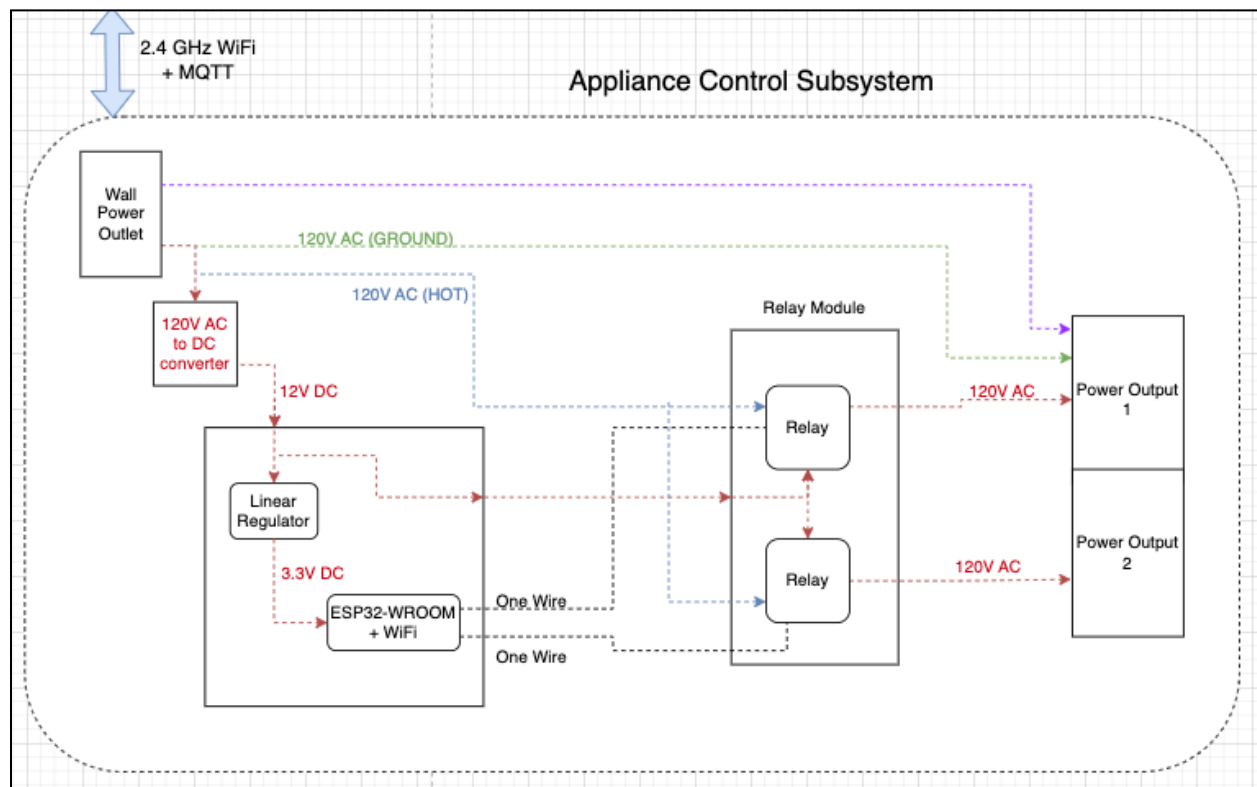 2.4 GHz WiFi
+ MQTT
Appliance Control Subsystem
Wall
Power
Outlet
120V AC (GROUND)
120V AC (HOT)
Relay Module
120V AC
to DC
converter
12V DC
Relay
120V AC
Power Output
1
Linear
Regulator
3.3V DC
Relay
120V AC
Power Output
2
ESP32-WROOM
+ WiFi
One Wire
One Wire